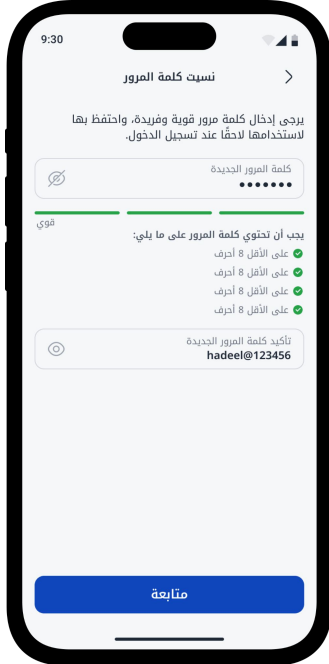 9:30
نسيت كلمة المرور
يرجى إدخال كلمة مرور قوية وفريدة، واحتفظ بها
لاستخدامها لاحقًا عند تسجيل الدخول.
كلمة المرور الجديدة
●●●●●●●
قوي
يجب أن تحتوي كلمة المرور على ما يلي:
على الأقل 8 أحرف
على الأقل 8 أحرف
على الأقل 8 أحرف
على الأقل 8 أحرف
تأكيد كلمة المرور الجديدة
hadeel@123456
متابعة